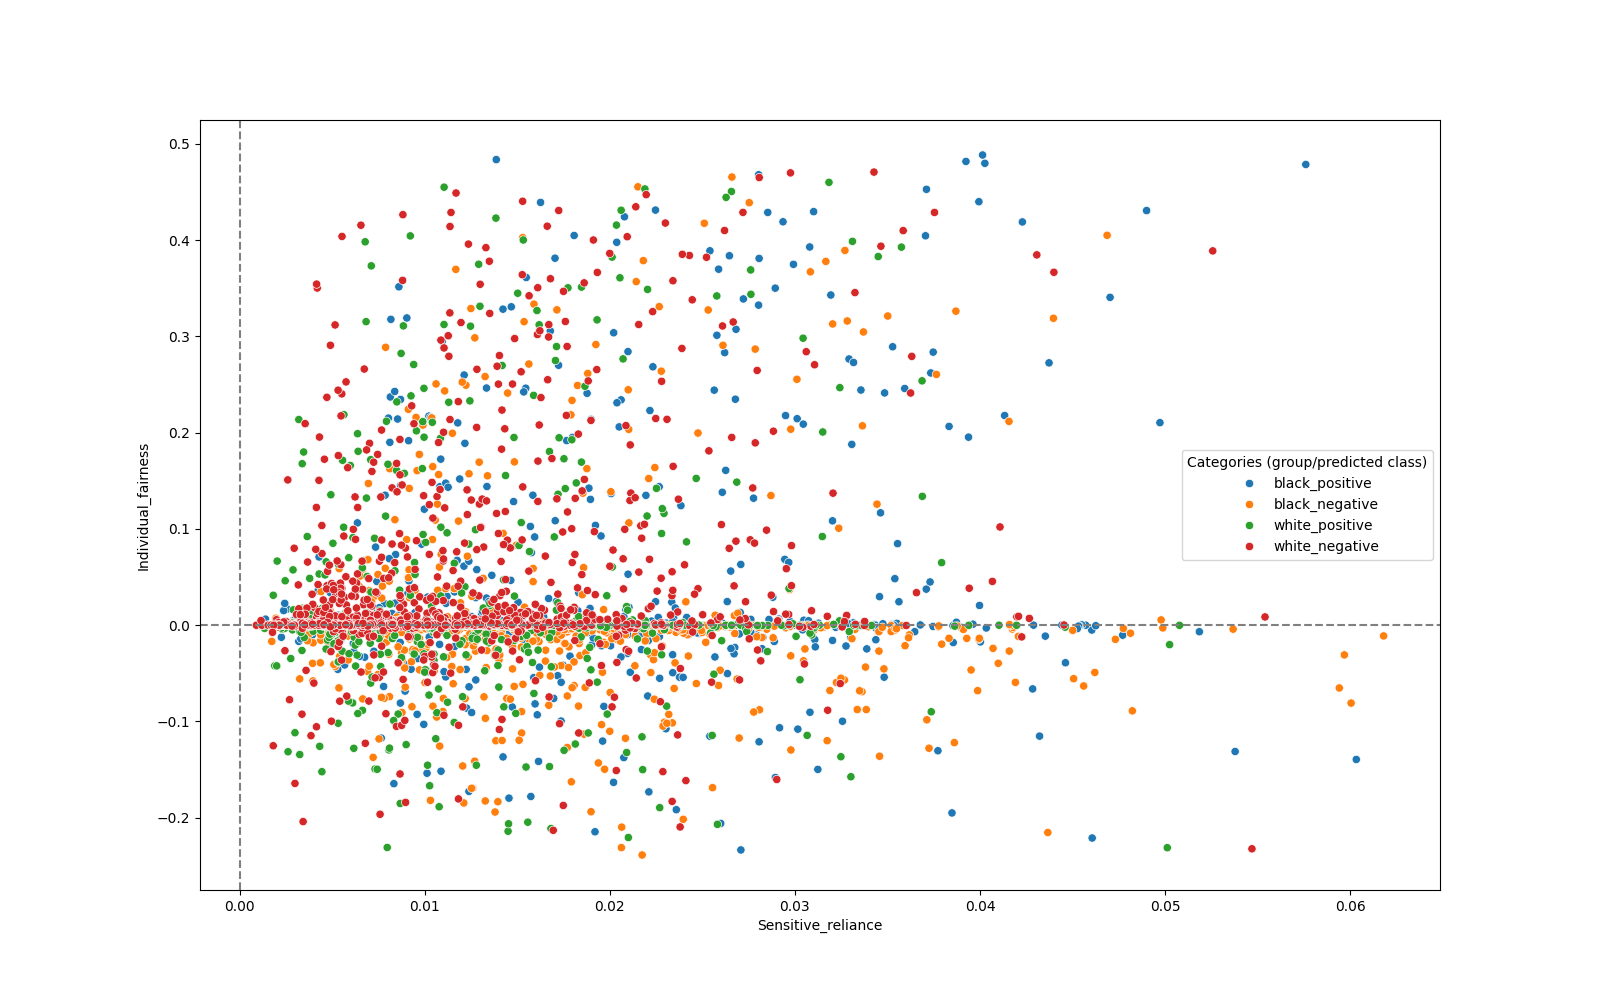 0.5
0.4
0.3
0.2
0.1
0.0
−0.1
−0.2
Individual_fairness
Categories (group/predicted class)
black_positive
black_negative
white_positive
white_negative
0.00
0.01
0.02
0.03
0.04
0.05
0.06
Sensitive_reliance